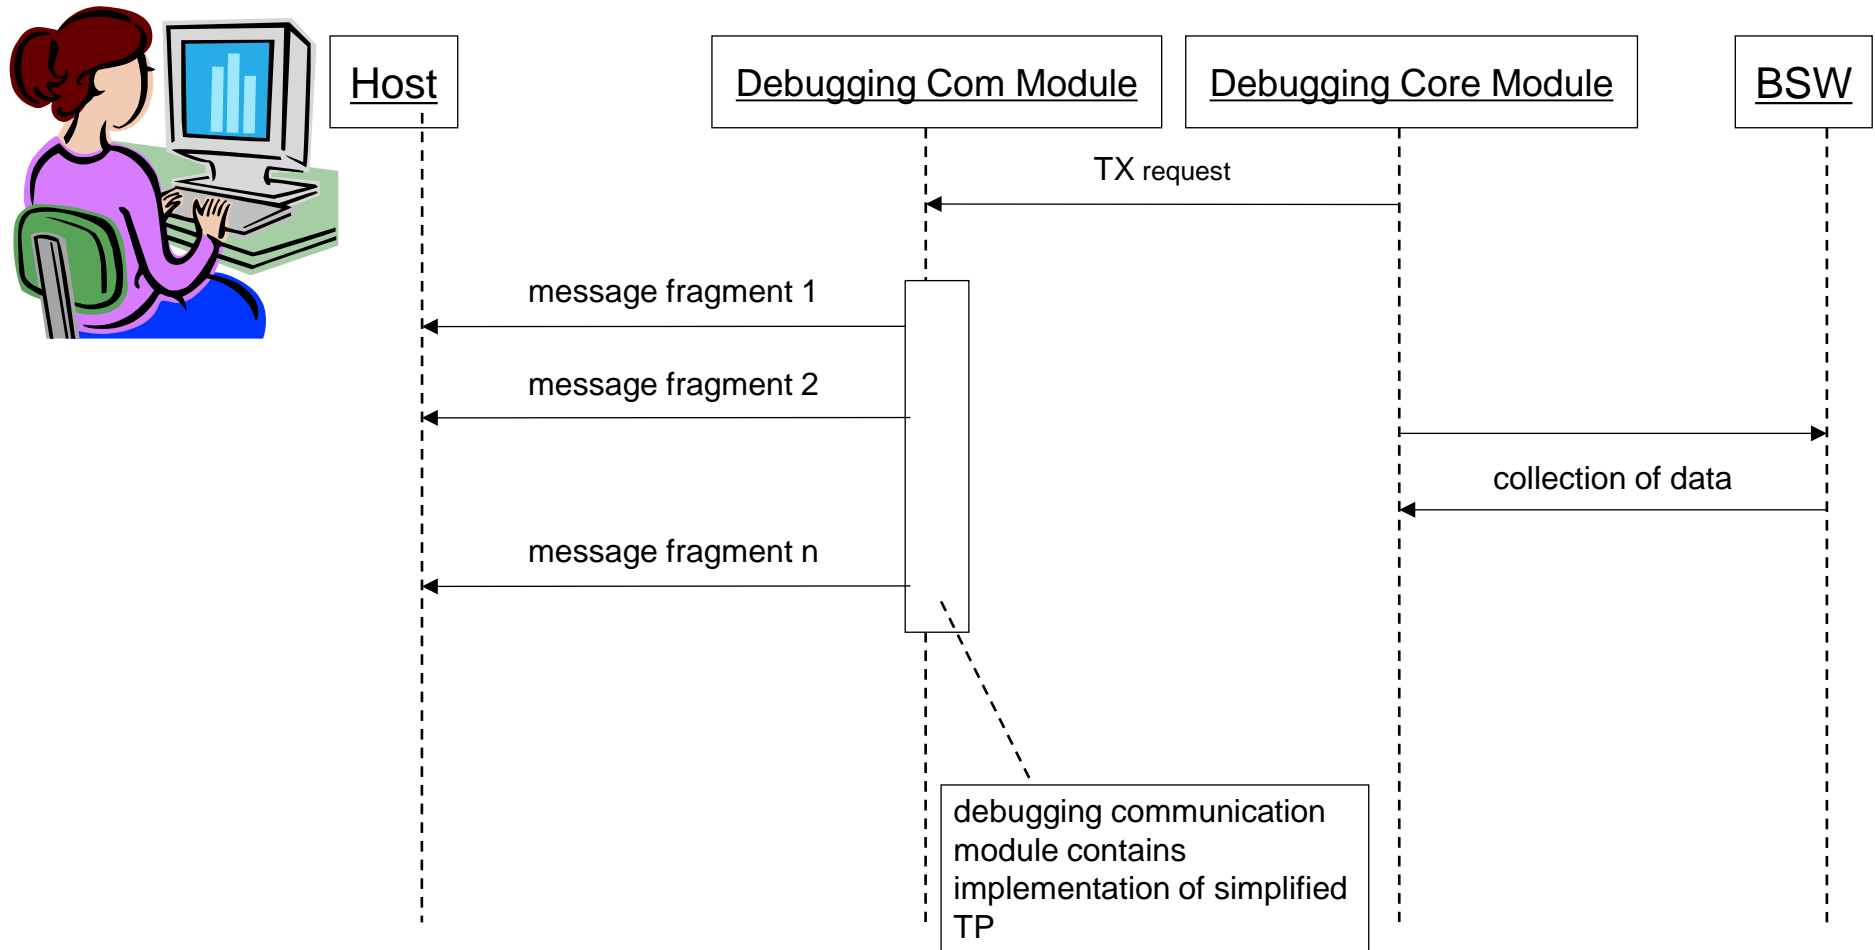 Host
Debugging Com Module
Debugging Core Module
BSW
TX request
message fragment 1
message fragment 2
collection of data
message fragment n
debugging communication
module contains
implementation of simplified
TP